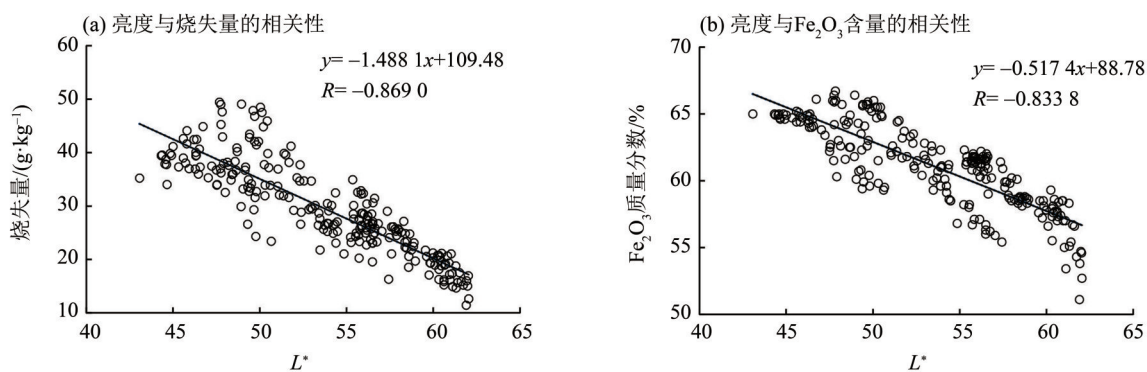 (a) 亮度与烧失量的相关性
y= –1.488 1x+109.48
R= –0.869 0
60
50
40
30
20
10
烧失量/(g·kg⁻¹)
40 45 50 55 60 65
L*
(b) 亮度与Fe₂O₃含量的相关性
y= –0.517 4x+88.78
R= –0.833 8
70
65
60
55
50
Fe₂O₃质量分数/%
40 45 50 55 60 65
L*